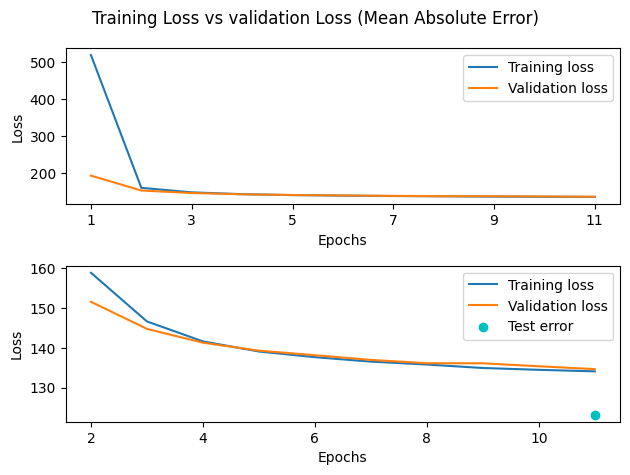 Training Loss vs validation Loss (Mean Absolute Error)
500
400
300
200
Loss
Training loss
Validation loss
1 3 5 7 9 11
Epochs
160
150
140
130
Loss
Training loss
Validation loss
Test error
2 4 6 8 10
Epochs